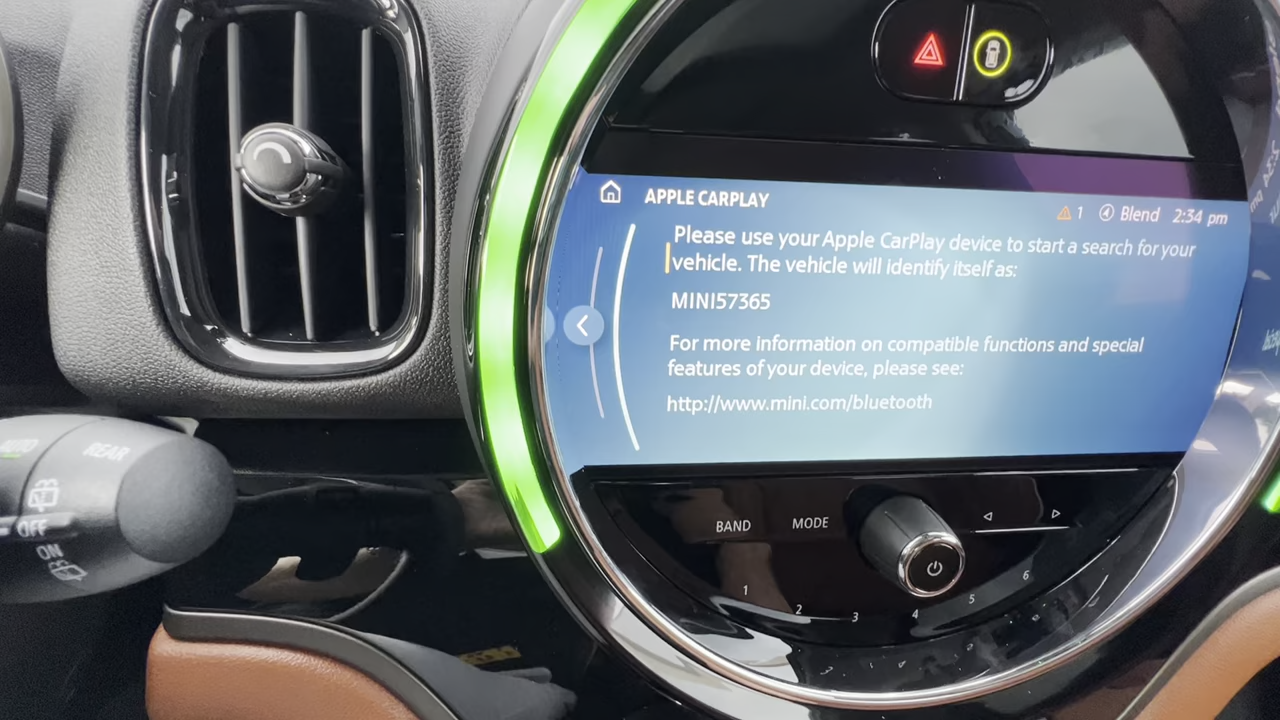 APPLE CARPLAY
1 Blend 2:34 pm
Please use your Apple CarPlay device to start a search for your
vehicle. The vehicle will identify itself as:
MINI57365
For more information on compatible functions and special
features of your device, please see:
http://www.mini.com/bluetooth
BAND MODE
1 2 3 4 5 6
REAR
OFF
ON